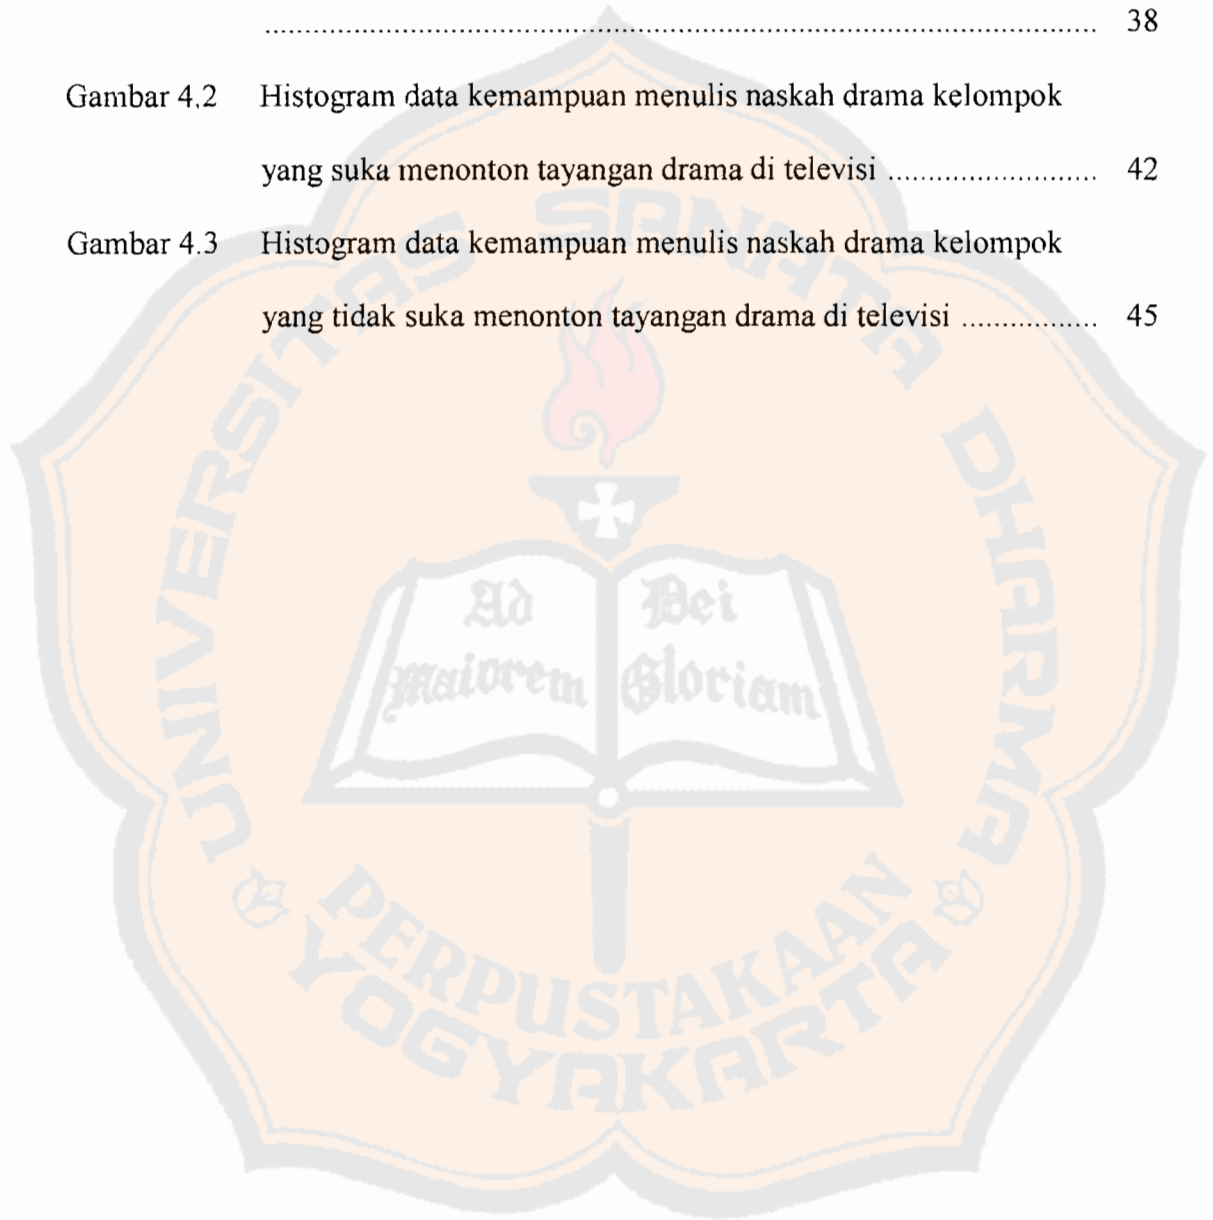 ........................................................................................................ 38
Gambar 4.2 Histogram data kemampuan menulis naskah drama kelompok
yang suka menonton tayangan drama di televisi .......................... 42
Gambar 4.3 Histogram data kemampuan menulis naskah drama kelompok
yang tidak suka menonton tayangan drama di televisi ................. 45
UNIVERSITAS SANATA DHARMA
Ad Dei
Maiorem Gloriam
PERPUSTAKAAN
YOGYAKARTA